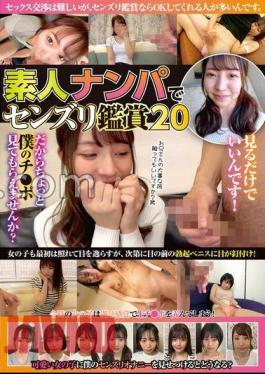 セックス交渉は難しいが、センズリ鑑賞ならOKしてくれる人が多いんです。
素人ナンパで
センズリ鑑賞20
見るだけでいいんです!
だからちょっと
僕のチ●ポ
見てもらえませんか?
女の子も最初は照れて目を逸らすが、次第に目の前の勃起ペニスに目が釘付け!
可愛い女の子に僕のセンズリオナニーを見せつけるとどうなる?